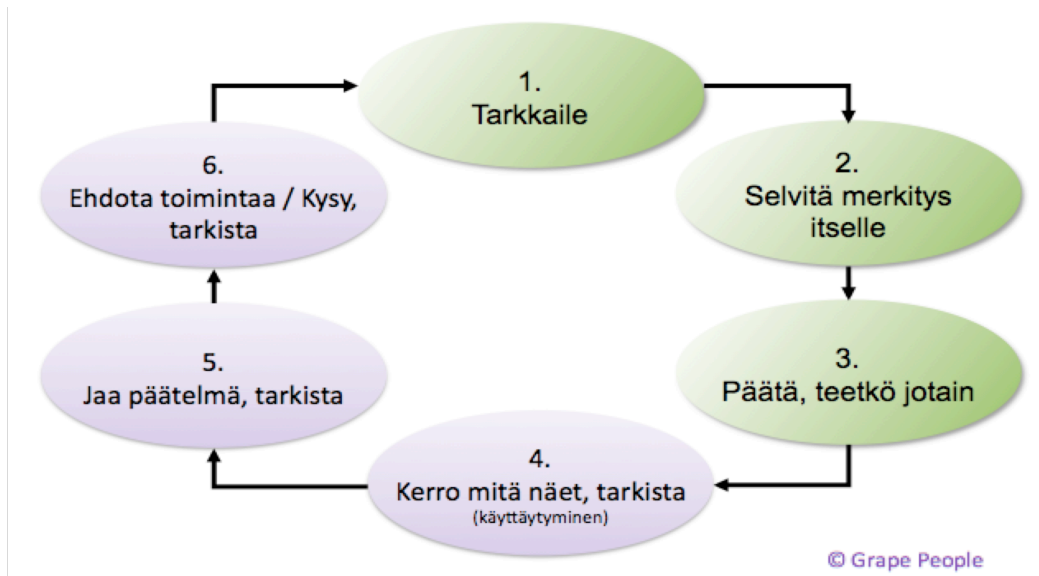 1.
Tarkkaile
2.
Selvitä merkitys
itselle
3.
Päätä, teetkö jotain
4.
Kerro mitä näet, tarkista
(käyttäytyminen)
5.
Jaa päätelmä, tarkista
6.
Ehdota toimintaa / Kysy,
tarkista
© Grape People